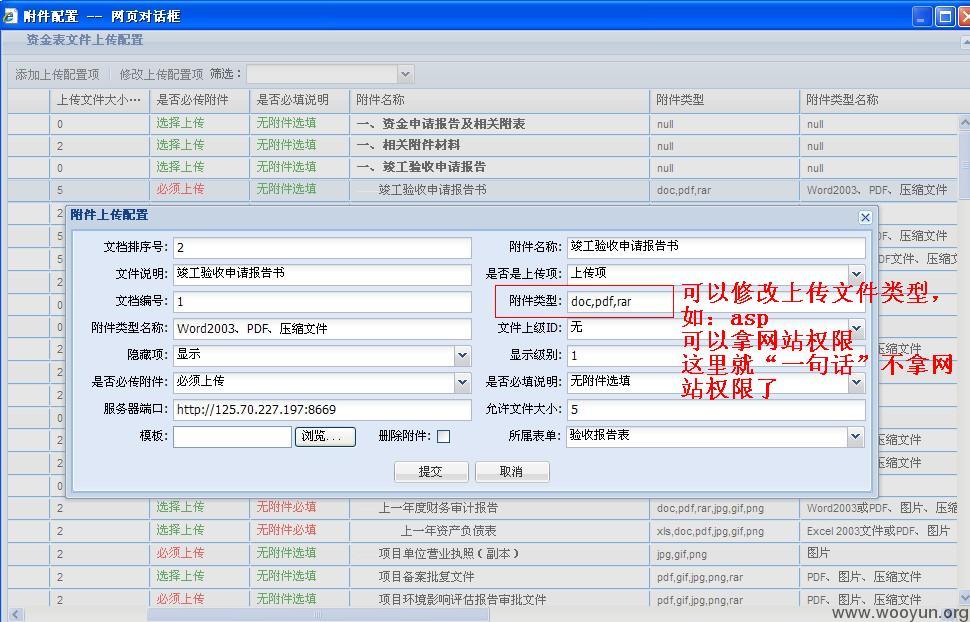 附件配置 -- 网页对话框
资金表文件上传配置
添加上传配置项 修改上传配置项 筛选：
上传文件大小··· 是否必传附件 是否必填说明 附件名称 附件类型 附件类型名称
0 选择上传 无附件选填 一、资金申请报告及相关附表 null null
2 选择上传 无附件选填 一、相关附件材料 null null
0 选择上传 无附件选填 一、竣工验收申请报告 null null
5 必须上传 无附件选填 竣工验收申请报告书 doc,pdf,rar Word2003、PDF、压缩文件
附件上传配置
文档排序号: 2 附件名称: 竣工验收申请报告书
文件说明: 竣工验收申请报告书 是否是上传项: 上传项
文档编号: 1 附件类型: doc,pdf,rar
附件类型名称: Word2003、PDF、压缩文件 文件上级ID: 无
隐藏项: 显示 显示级别: 1
是否必传附件: 必须上传 是否必填说明: 无附件选填
服务器端口: http://125.70.227.197:8669 允许文件大小: 5
模板: 浏览... 删除附件: 所属表单: 验收报告表
提交 取消
可以修改上传文件类型，
如：asp
可以拿网站权限
这里就“一句话”不拿网
站权限了
2 选择上传 无附件必填 上一年度财务审计报告 doc,pdf,rar,jpg,gif,png Word2003或PDF、图片、压缩
2 选择上传 无附件必填 上一年资产负债表 xls,doc,pdf,jpg,gif,png Excel2003文件或PDF、图片
2 必须上传 无附件选填 项目单位营业执照（副本） jpg,gif,png 图片
2 选择上传 无附件选填 项目备案批复文件 pdf,gif,jpg,png,rar PDF、图片、压缩文件
2 必须上传 无附件选填 项目环境影响评估报告审批文件 pdf,gif,jpg,png,rar PDF、图片、压缩文件
www.wooyun.org